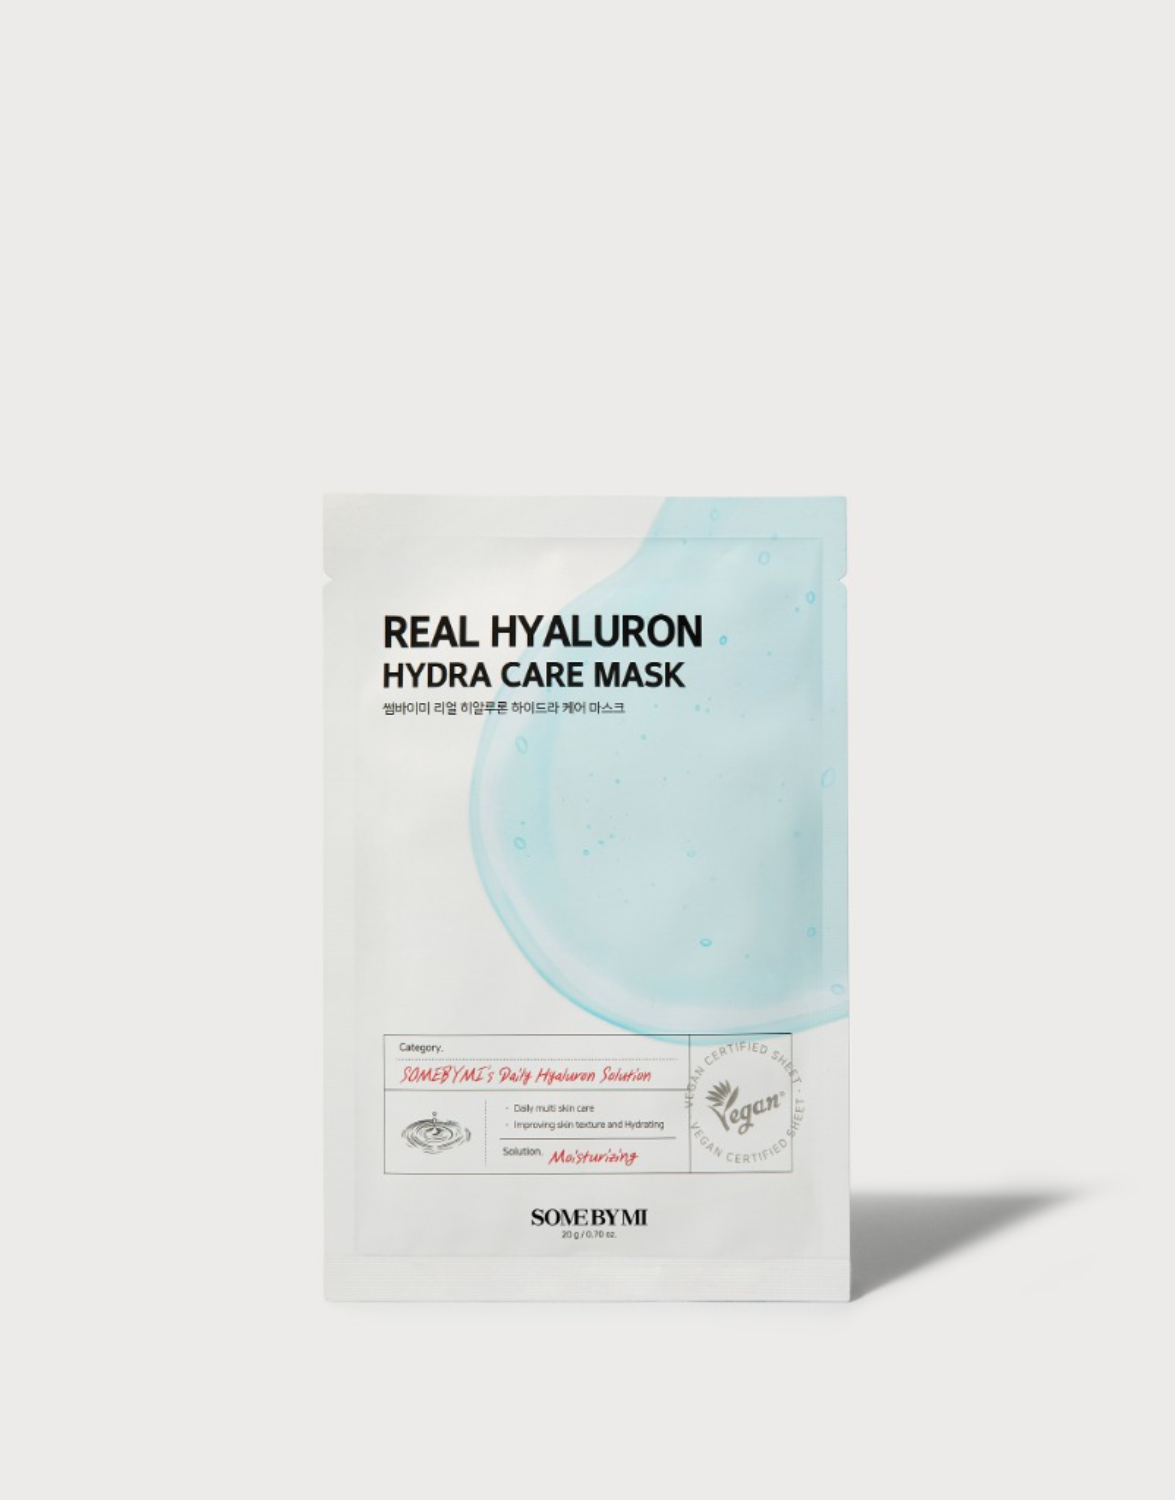 REAL HYALURON
HYDRA CARE MASK
썸바이미 리얼 히알루론 하이드라 케어 마스크
Category.
SOMEBYMI's Daily Hyaluron Solution
· Daily multi skin care
· Improving skin texture and Hydrating
Solution. Moisturizing
VEGAN CERTIFIED SHEET · VEGAN CERTIFIED SHEET ·
Vegan®
SOME BY MI
20 g / 0.70 oz.